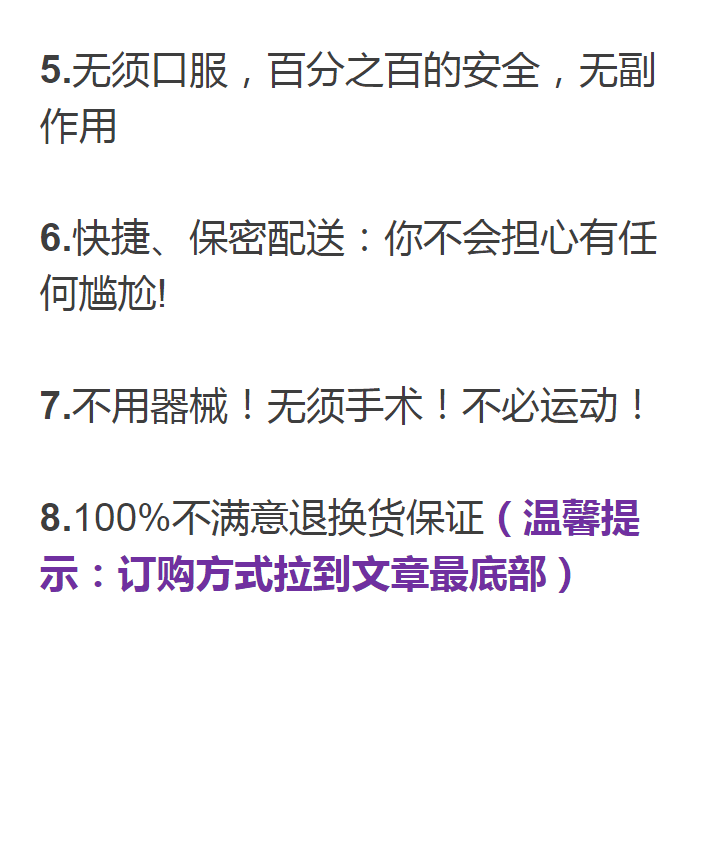 5.无须口服，百分之百的安全，无副
作用
6.快捷、保密配送：你不会担心有任
何尴尬!
7.不用器械！无须手术！不必运动！
8.100%不满意退换货保证（温馨提
示：订购方式拉到文章最底部）